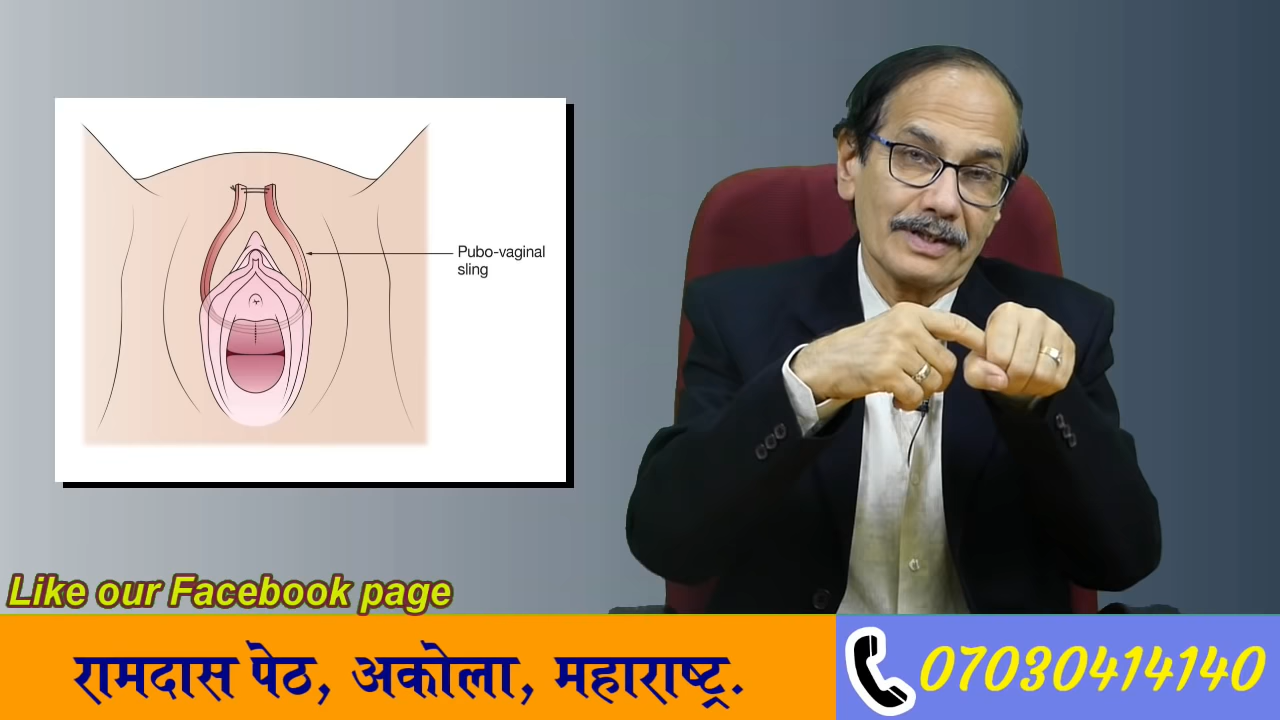 Pubo-vaginal
sling
Like our Facebook page
रामदास पेठ, अकोला, महाराष्ट्र.
07030414140